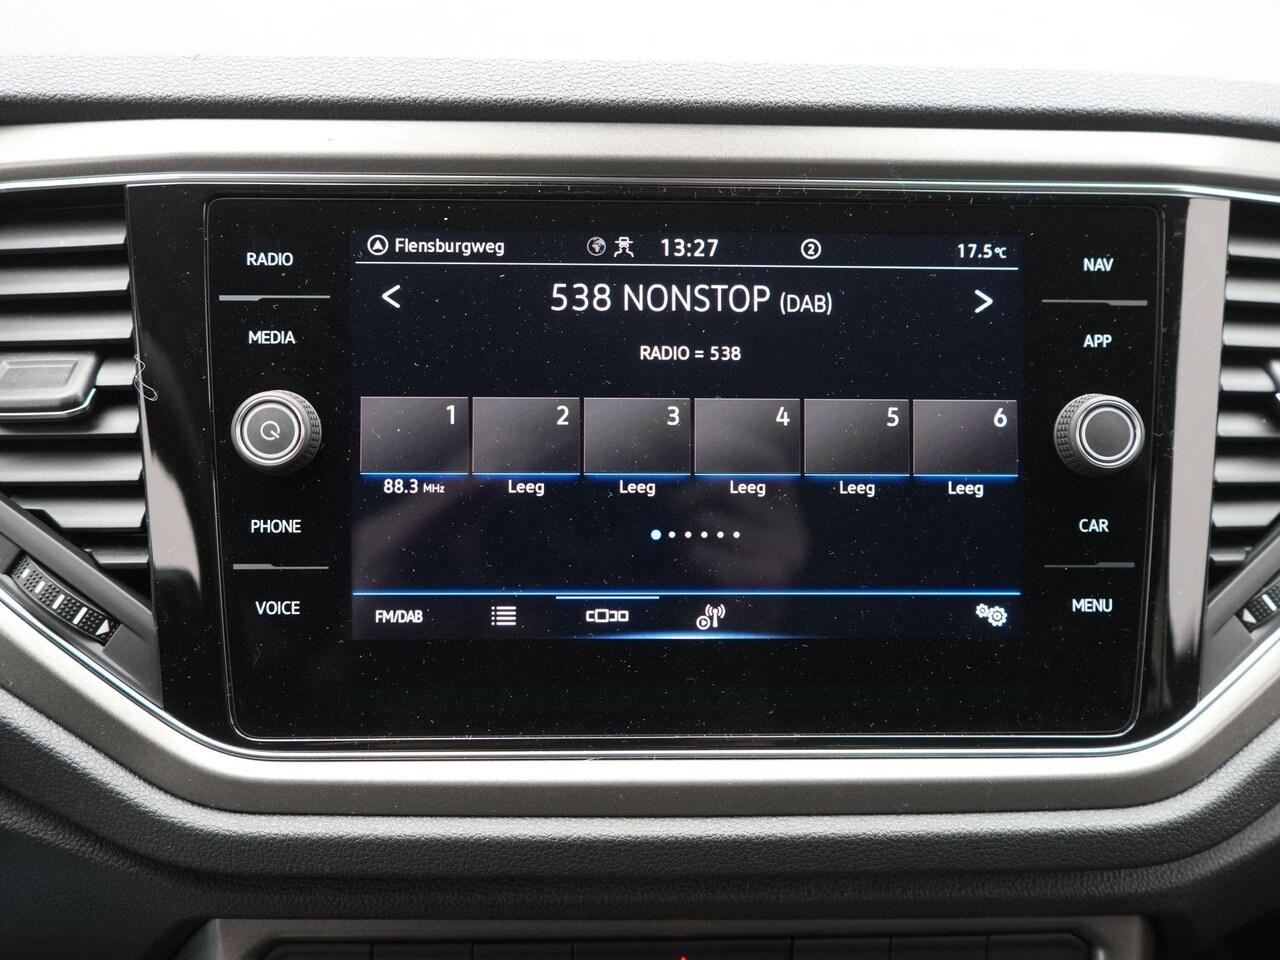 RADIO
MEDIA
PHONE
VOICE
Flensburgweg 13:27 2 17.5°C
< 538 NONSTOP (DAB) >
RADIO = 538
1 2 3 4 5 6
88.3 MHz Leeg Leeg Leeg Leeg Leeg
FM/DAB
NAV
APP
CAR
MENU